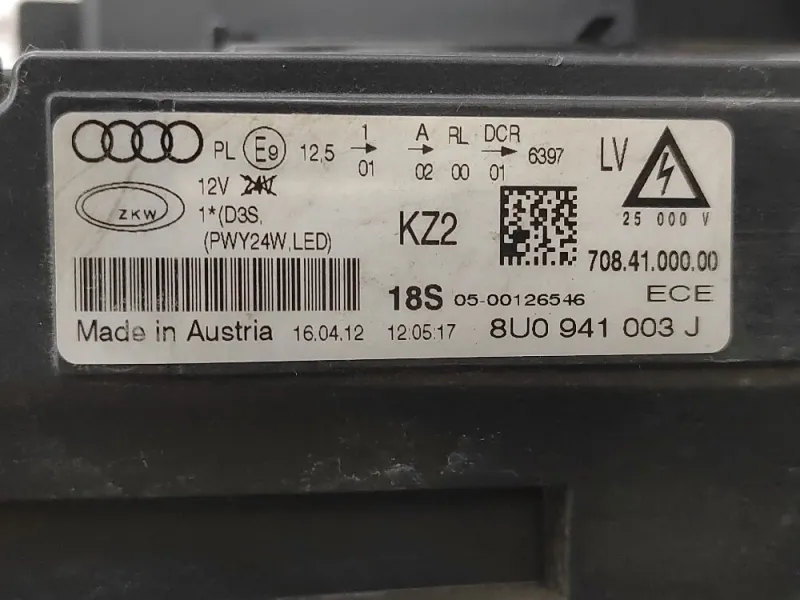 PL E9 12,5 1 → 01 A → 02 RL 00 DCR → 01 6397 LV
12V 24V
ZKW
1*(D3S,
(PWY24W,LED)
KZ2
25 000 V
708.41.000.00
18S 05-00126546 ECE
Made in Austria 16.04.12 12:05:17 8U0 941 003 J